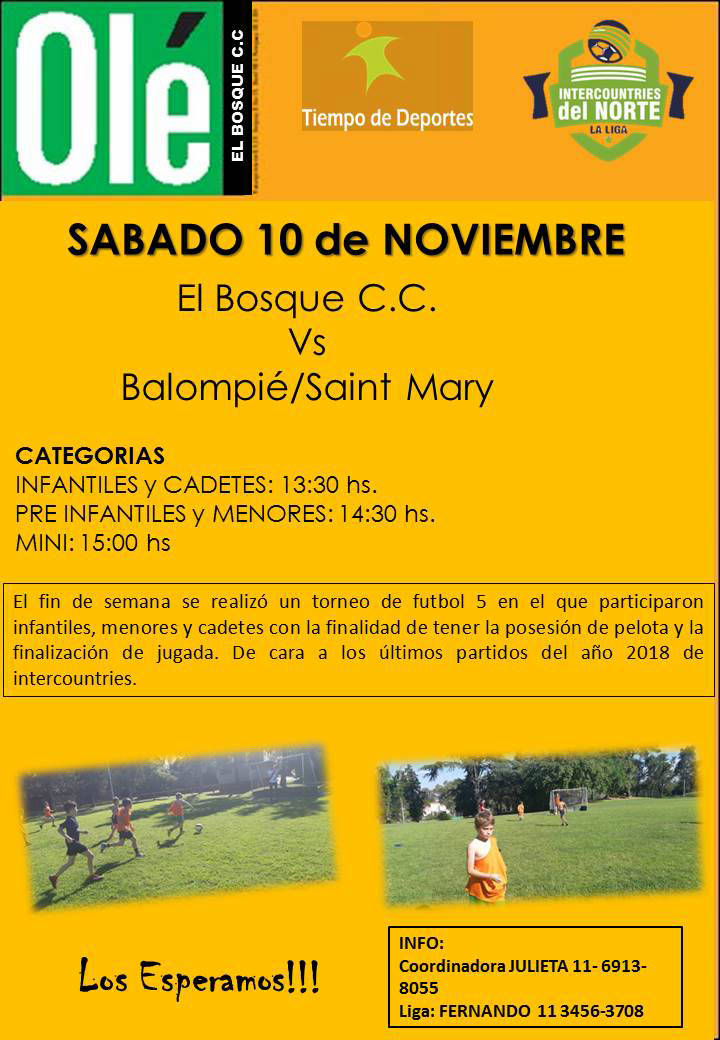 Olé
EL BOSQUE C.C
Tiempo de Deportes
INTERCOUNTRIES
del NORTE
LA LIGA
SABADO 10 de NOVIEMBRE
El Bosque C.C.
Vs
Balompié/Saint Mary
CATEGORIAS
INFANTILES y CADETES: 13:30 hs.
PRE INFANTILES y MENORES: 14:30 hs.
MINI: 15:00 hs
El fin de semana se realizó un torneo de futbol 5 en el que participaron
infantiles, menores y cadetes con la finalidad de tener la posesión de pelota y la
finalización de jugada. De cara a los últimos partidos del año 2018 de
intercountries.
Los Esperamos!!!
INFO:
Coordinadora JULIETA 11- 6913-
8055
Liga: FERNANDO 11 3456-3708